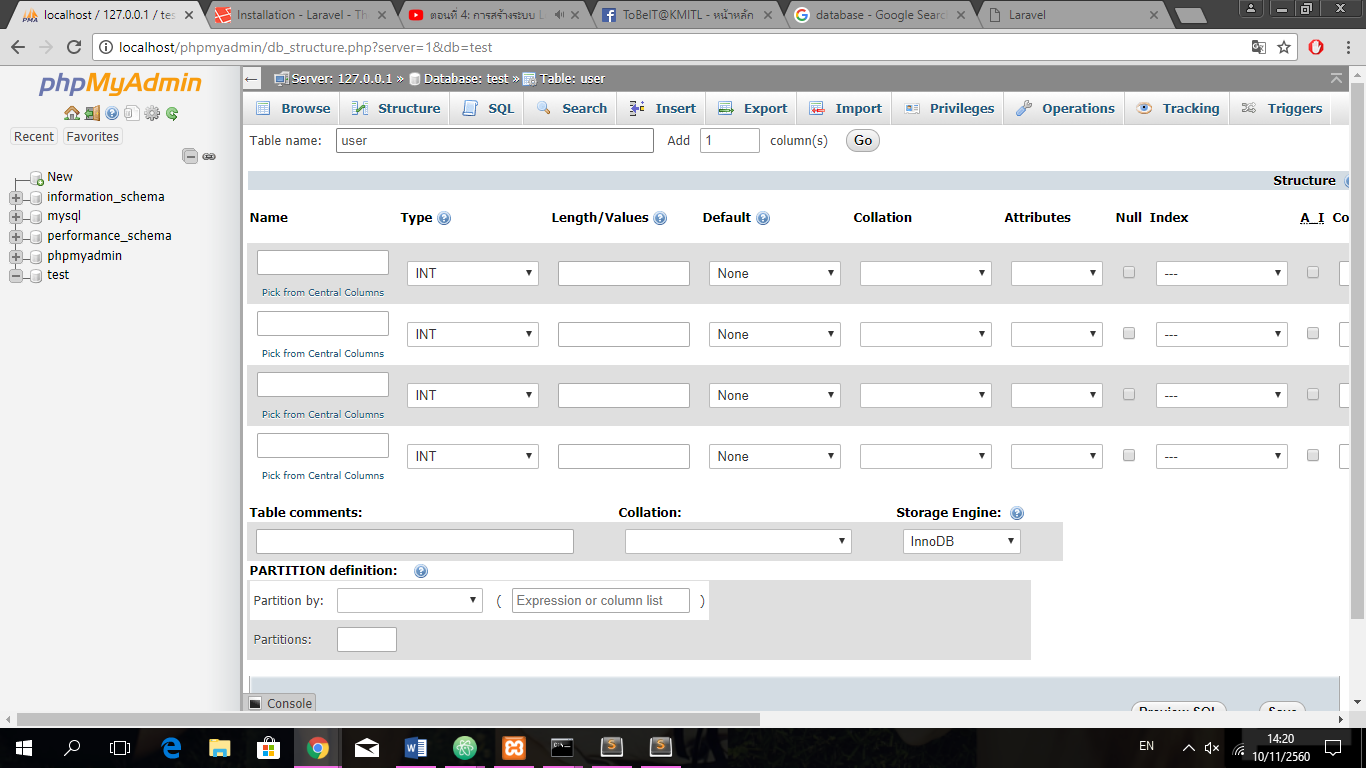 localhost / 127.0.0.1 / tes
Installation - Laravel - Th
ตอนที่ 4: การสร้างระบบ L
ToBeIT@KMITL - หน้าหลัก
database - Google Searc
Laravel
localhost/phpmyadmin/db_structure.php?server=1&db=test
phpMyAdmin
Recent Favorites
New
information_schema
mysql
performance_schema
phpmyadmin
test
Server: 127.0.0.1 » Database: test » Table: user
Browse Structure SQL Search Insert Export Import Privileges Operations Tracking Triggers
Table name: user Add 1 column(s) Go
Structure
Name Type Length/Values Default Collation Attributes Null Index A_I Co
INT None ---
Pick from Central Columns
INT None ---
Pick from Central Columns
INT None ---
Pick from Central Columns
INT None ---
Pick from Central Columns
Table comments: Collation: Storage Engine:
InnoDB
PARTITION definition:
Partition by: ( Expression or column list )
Partitions:
Console
Preview SQL Save
EN
14:20
10/11/2560